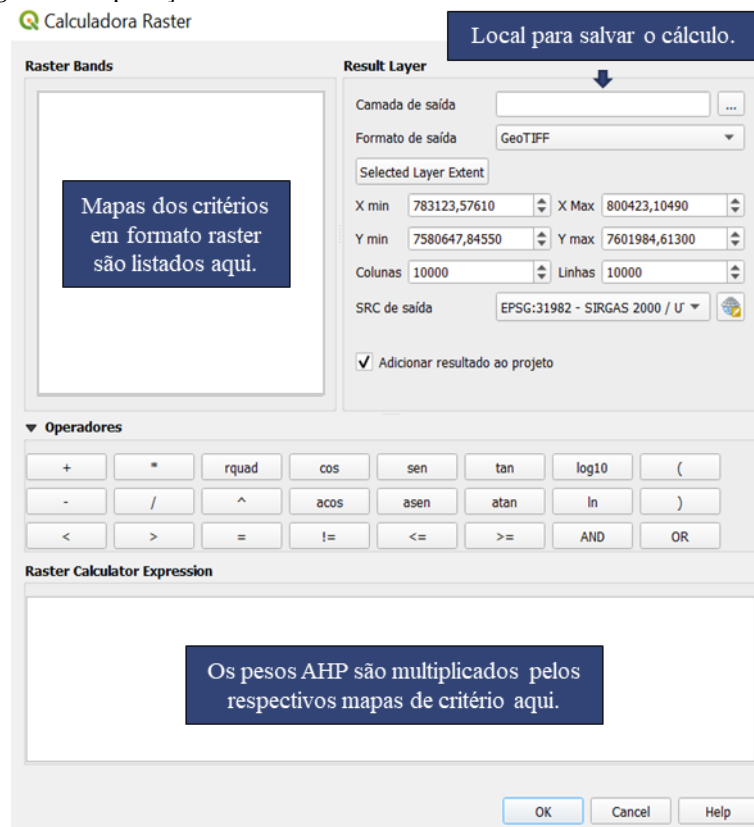 Calculadora Raster
Local para salvar o cálculo.
Raster Bands
Mapas dos critérios
em formato raster
são listados aqui.
Result Layer
Camada de saída
...
Formato de saída GeoTIFF
Selected Layer Extent
X min 783123,57610 X Max 800423,10490
Y min 7580647,84550 Y max 7601984,61300
Colunas 10000 Linhas 10000
SRC de saída EPSG:31982 - SIRGAS 2000 /
Adicionar resultado ao projeto
Operadores
+ * rquad cos sen tan log10 (
- / ^ acos asen atan ln )
< > = != <= >= AND OR
Raster Calculator Expression
Os pesos AHP são multiplicados pelos
respectivos mapas de critério aqui.
OK Cancel Help